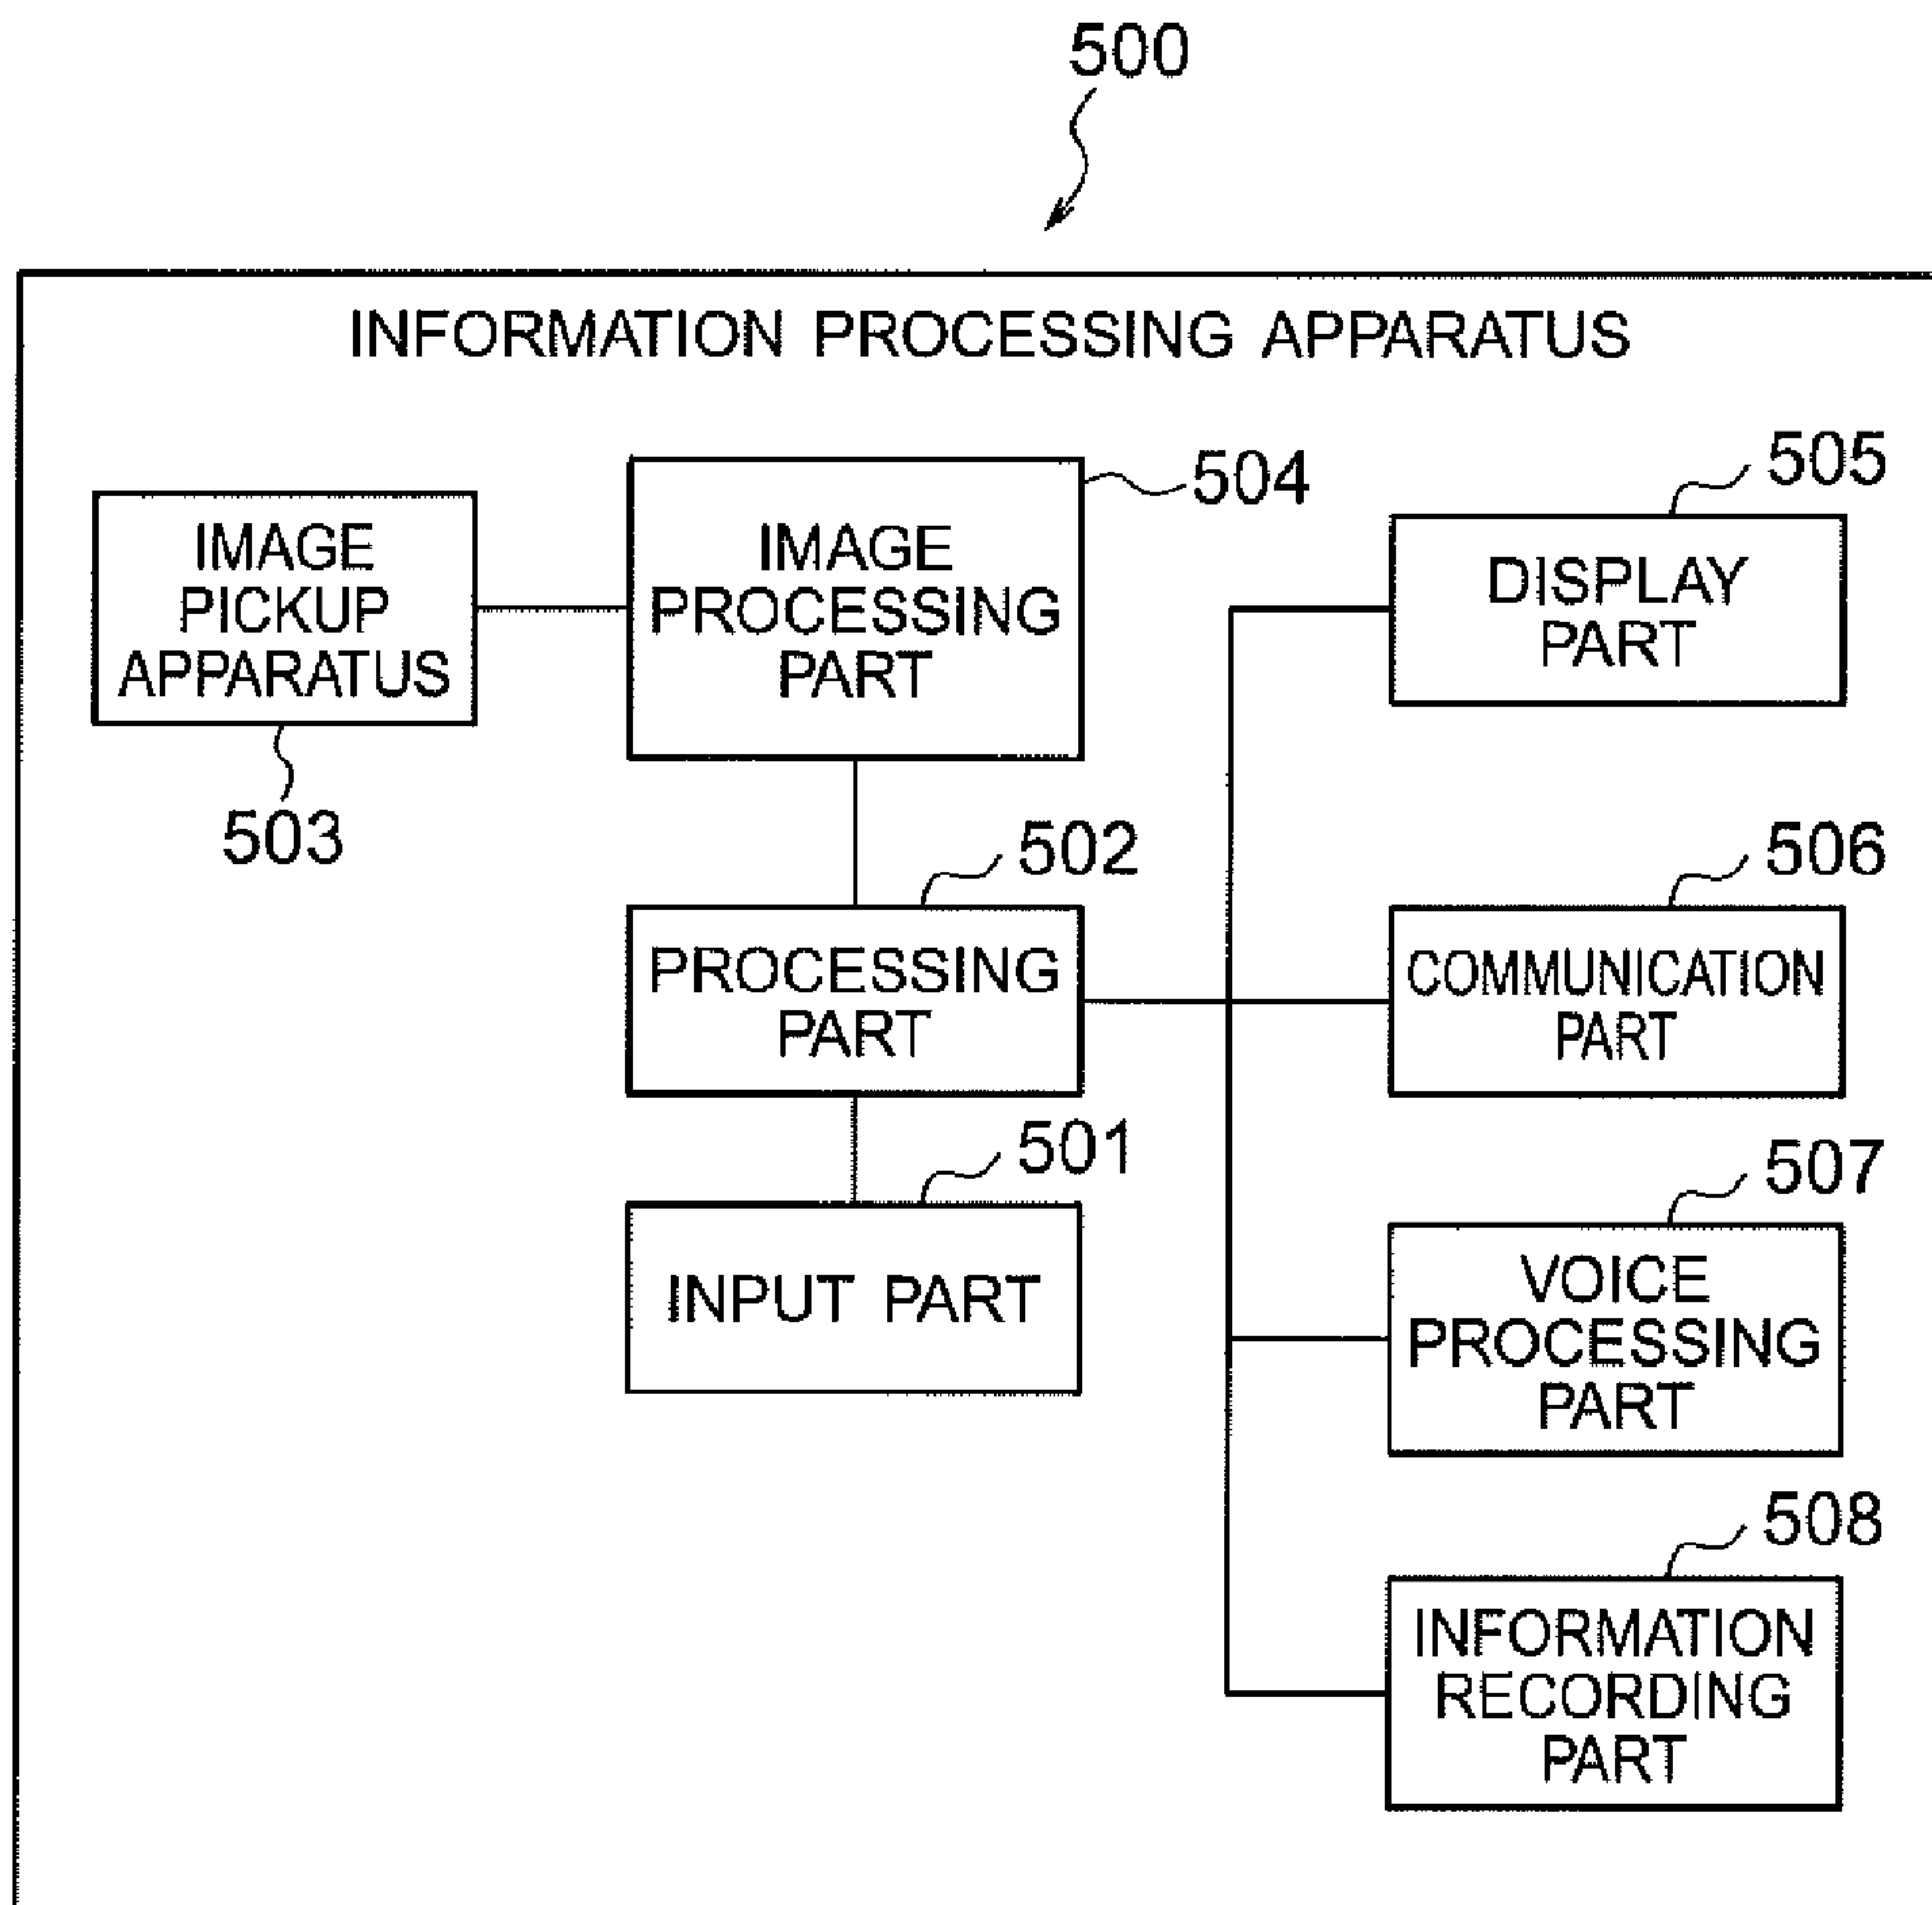 500
INFORMATION PROCESSING APPARATUS
504
505
IMAGE
PICKUP
APPARATUS
IMAGE
PROCESSING
PART
DISPLAY
PART
503
502
506
PROCESSING
PART
COMMUNICATION
PART
501
507
INPUT PART
VOICE
PROCESSING
PART
508
INFORMATION
RECORDING
PART